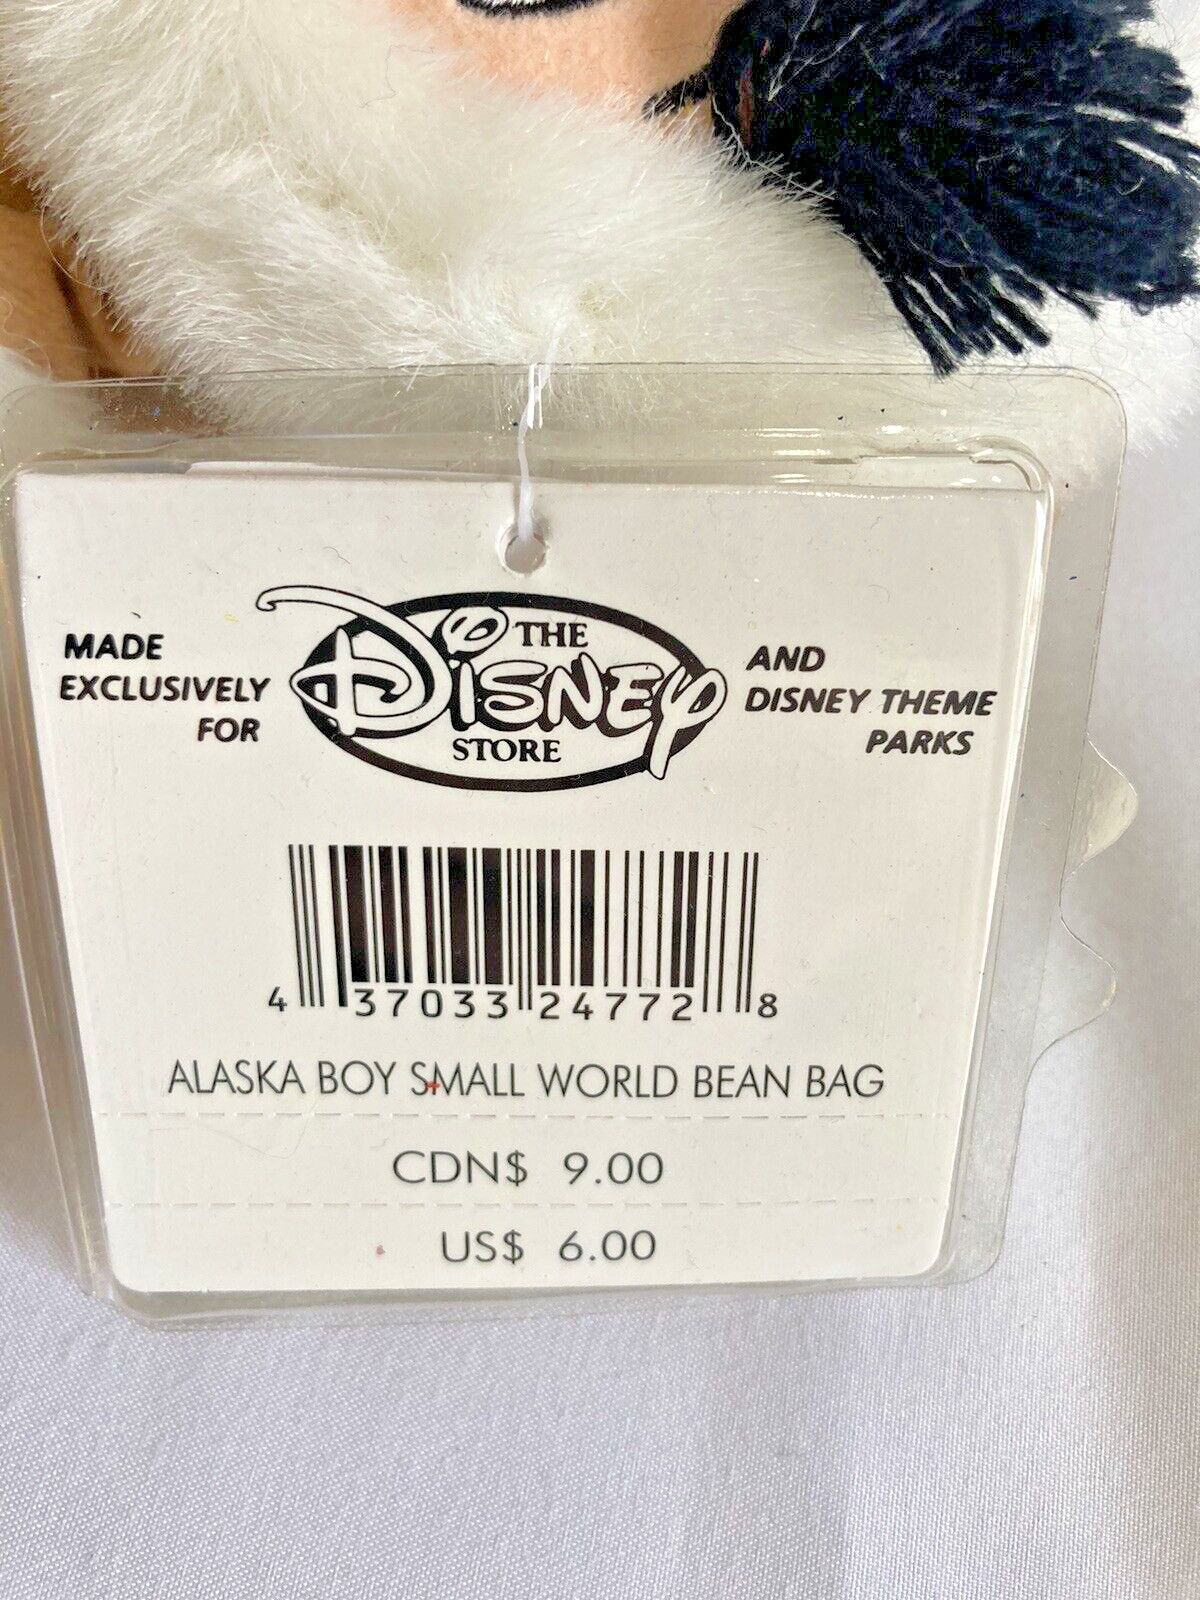 MADE
EXCLUSIVELY
FOR
THE
DISNEY
STORE
AND
DISNEY THEME
PARKS
4 37033 24772 8
ALASKA BOY SMALL WORLD BEAN BAG
CDN$ 9.00
US$ 6.00